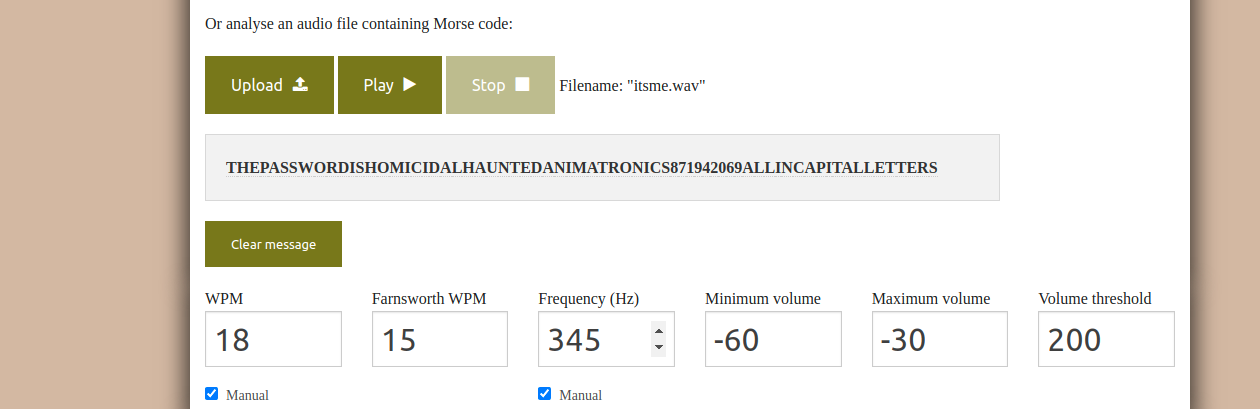 Or analyse an audio file containing Morse code:
Upload Play Stop Filename: "itsme.wav"
THEPASSWORDISHOMICIDALHAUNTEDANIMATRONICS871942069ALLINCAPITALLETTERS
Clear message
WPM Farnsworth WPM Frequency (Hz) Minimum volume Maximum volume Volume threshold
18 15 345 -60 -30 200
Manual Manual